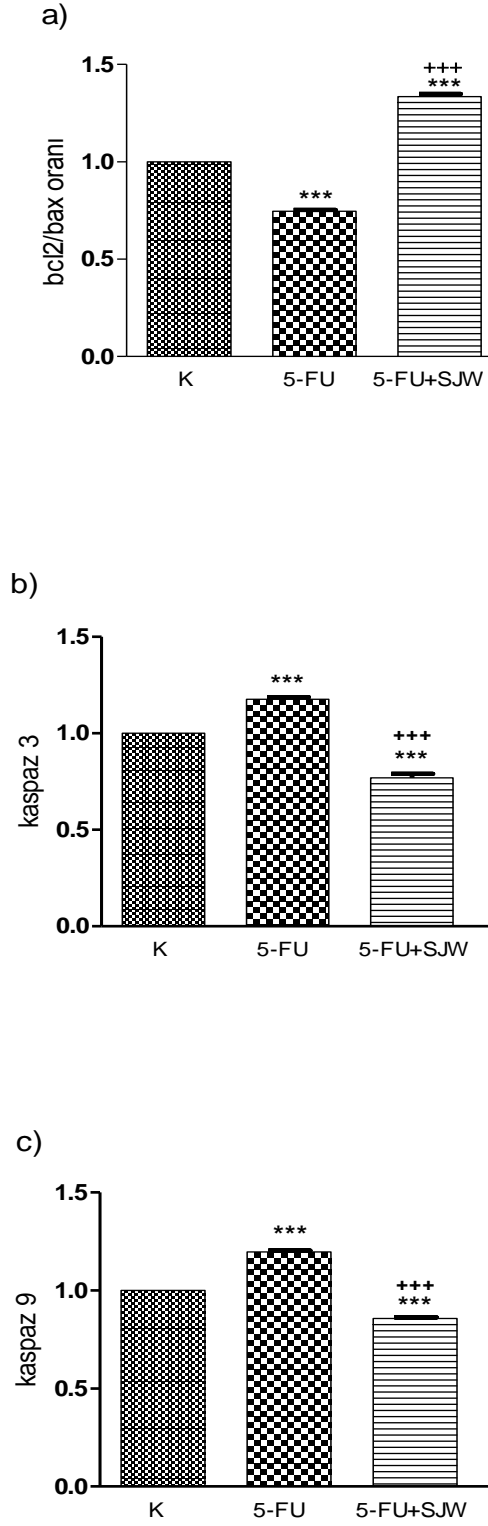 a)
1.5
+++
***
1.0
***
bcl2/bax oranı
0.5
0.0
K 5-FU 5-FU+SJW
b)
1.5
***
+++
***
1.0
kaspaz 3
0.5
0.0
K 5-FU 5-FU+SJW
c)
1.5
***
+++
***
1.0
kaspaz 9
0.5
0.0
K 5-FU 5-FU+SJW